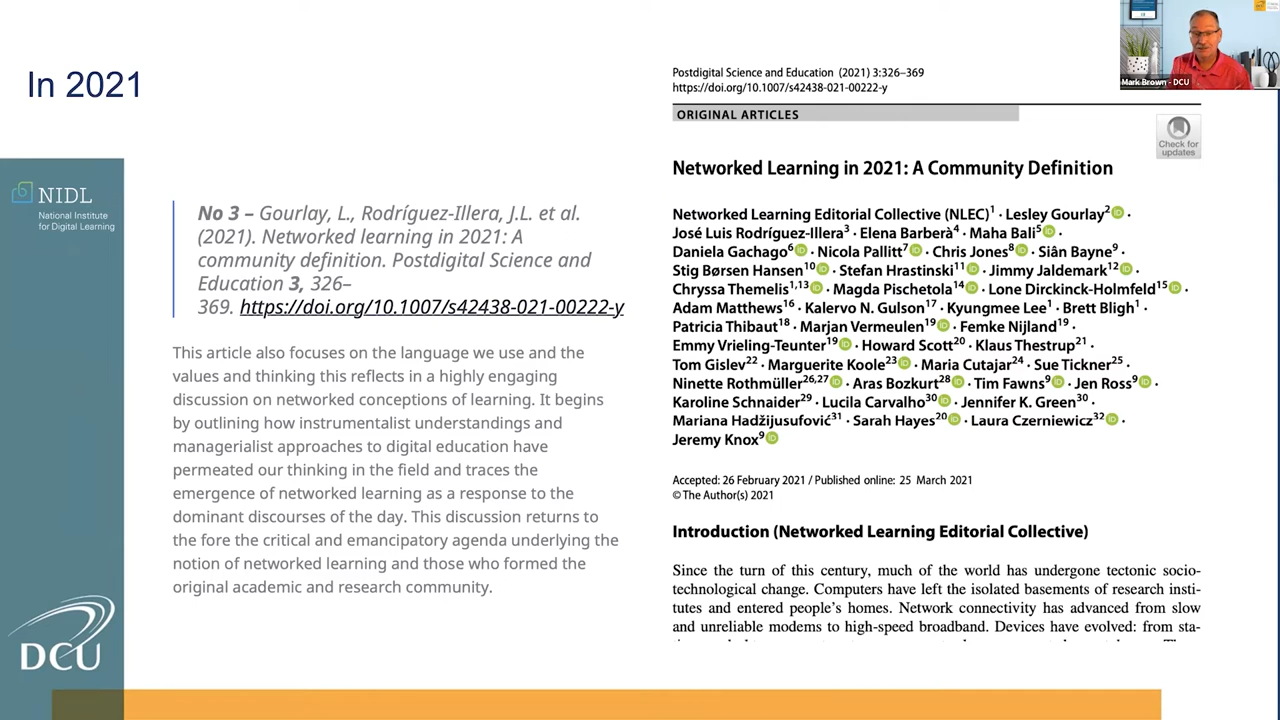 In 2021
NIDL
National Institute
for Digital Learning
No 3 – Gourlay, L., Rodríguez-Illera, J.L. et al.
(2021). Networked learning in 2021: A
community definition. Postdigital Science and
Education 3, 326–
369. https://doi.org/10.1007/s42438-021-00222-y
This article also focuses on the language we use and the
values and thinking this reflects in a highly engaging
discussion on networked conceptions of learning. It begins
by outlining how instrumentalist understandings and
managerialist approaches to digital education have
permeated our thinking in the field and traces the
emergence of networked learning as a response to the
dominant discourses of the day. This discussion returns to
the fore the critical and emancipatory agenda underlying the
notion of networked learning and those who formed the
original academic and research community.
DCU
Postdigital Science and Education (2021) 3:326–369
https://doi.org/10.1007/s42438-021-00222-y
ORIGINAL ARTICLES
Check for
updates
Networked Learning in 2021: A Community Definition
Networked Learning Editorial Collective (NLEC)1 · Lesley Gourlay2 ·
José Luis Rodríguez-Illera3 · Elena Barberà4 · Maha Bali5 ·
Daniela Gachago6 · Nicola Pallitt7 · Chris Jones8 · Siân Bayne9 ·
Stig Børsen Hansen10 · Stefan Hrastinski11 · Jimmy Jaldemark12 ·
Chryssa Themelis1,13 · Magda Pischetola14 · Lone Dirckinck-Holmfeld15 ·
Adam Matthews16 · Kalervo N. Gulson17 · Kyungmee Lee1 · Brett Bligh1 ·
Patricia Thibaut18 · Marjan Vermeulen19 · Femke Nijland19 ·
Emmy Vrieling-Teunter19 · Howard Scott20 · Klaus Thestrup21 ·
Tom Gislev22 · Marguerite Koole23 · Maria Cutajar24 · Sue Tickner25 ·
Ninette Rothmüller26,27 · Aras Bozkurt28 · Tim Fawns9 · Jen Ross9 ·
Karoline Schnaider29 · Lucila Carvalho30 · Jennifer K. Green30 ·
Mariana Hadžijusufović31 · Sarah Hayes20 · Laura Czerniewicz32 ·
Jeremy Knox9
Accepted: 26 February 2021 / Published online: 25 March 2021
© The Author(s) 2021
Introduction (Networked Learning Editorial Collective)
Since the turn of this century, much of the world has undergone tectonic socio-
technological change. Computers have left the isolated basements of research insti-
tutes and entered people's homes. Network connectivity has advanced from slow
and unreliable modems to high-speed broadband. Devices have evolved: from sta-
Mark Brown - DCU